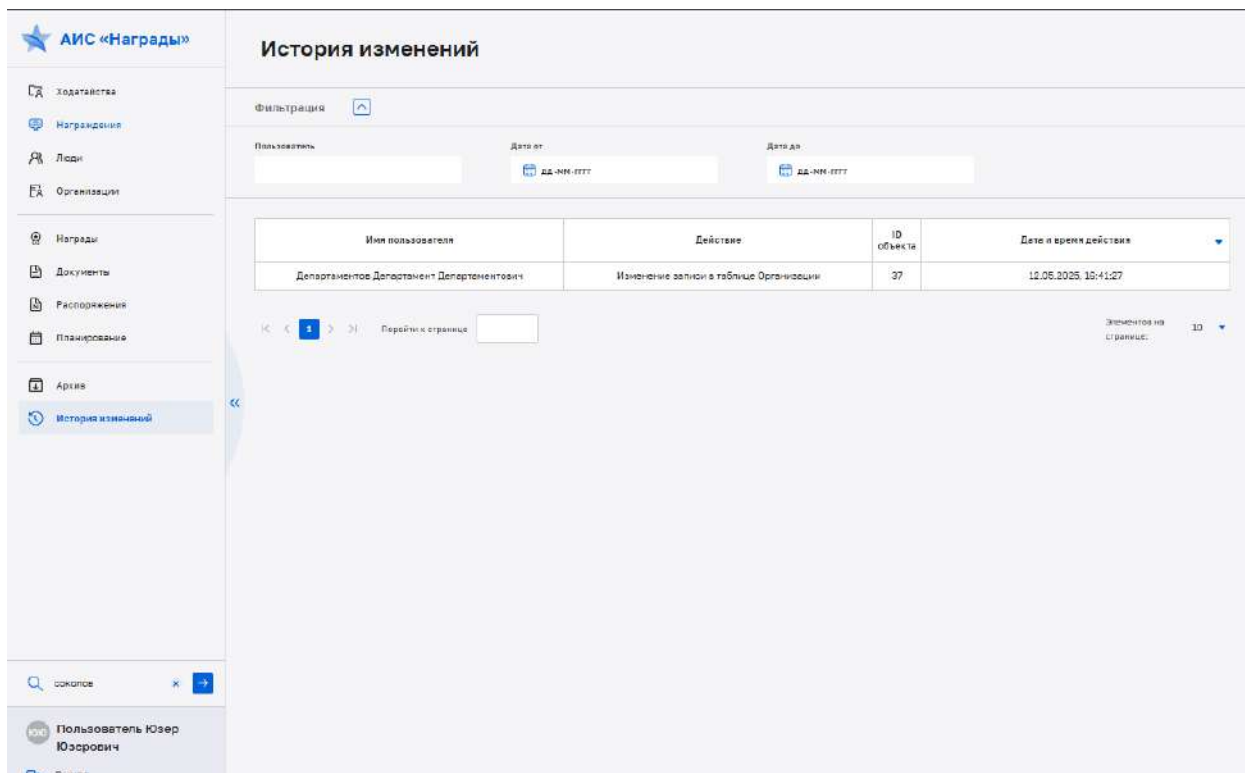 АИС «Награды»
Ходатайства
Награждения
Люди
Организации
Награды
Документы
Распоряжения
Планирование
Архив
История изменений
соколов
Пользователь Юзер
Юзерович
История изменений
Фильтрация
Пользователь
Дата от
Дата до
дд-мм-гггг
дд-мм-гггг
Имя пользователя
Действие
ID
объекта
Дата и время действия
Департаментов Департамент Департаментович
Изменение записи в таблице Организации
37
12.05.2025, 16:41:27
1
Перейти к странице
Элементов на
странице:
10